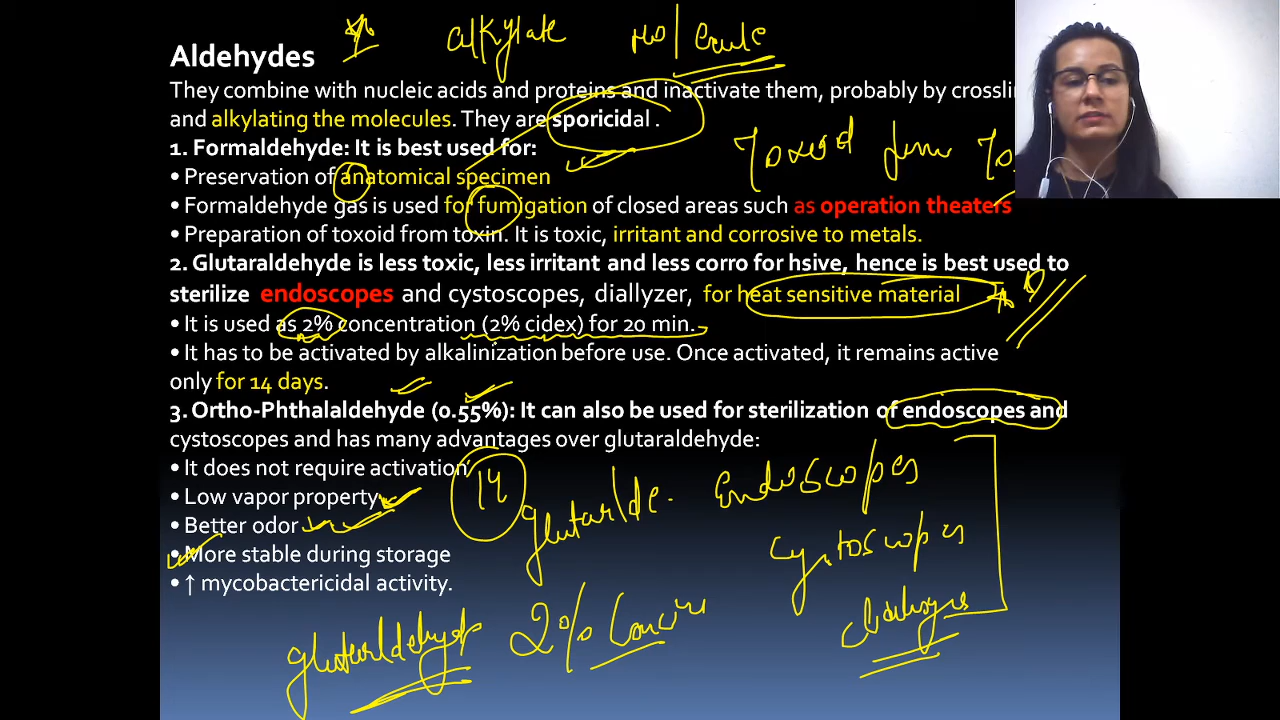 alkylate molecule
Aldehydes
They combine with nucleic acids and proteins and inactivate them, probably by crossli
and alkylating the molecules. They are sporicidal .
Toxoid from To
1. Formaldehyde: It is best used for:
• Preservation of anatomical specimen
• Formaldehyde gas is used for fumigation of closed areas such as operation theaters
• Preparation of toxoid from toxin. It is toxic, irritant and corrosive to metals.
2. Glutaraldehyde is less toxic, less irritant and less corro for hsive, hence is best used to
sterilize endoscopes and cystoscopes, diallyzer, for heat sensitive material
• It is used as 2% concentration (2% cidex) for 20 min.
• It has to be activated by alkalinization before use. Once activated, it remains active
only for 14 days.
3. Ortho-Phthalaldehyde (0.55%): It can also be used for sterilization of endoscopes and
cystoscopes and has many advantages over glutaraldehyde:
• It does not require activation
• Low vapor property
• Better odor
• More stable during storage
• ↑ mycobactericidal activity.
14
Endoscopes
2%